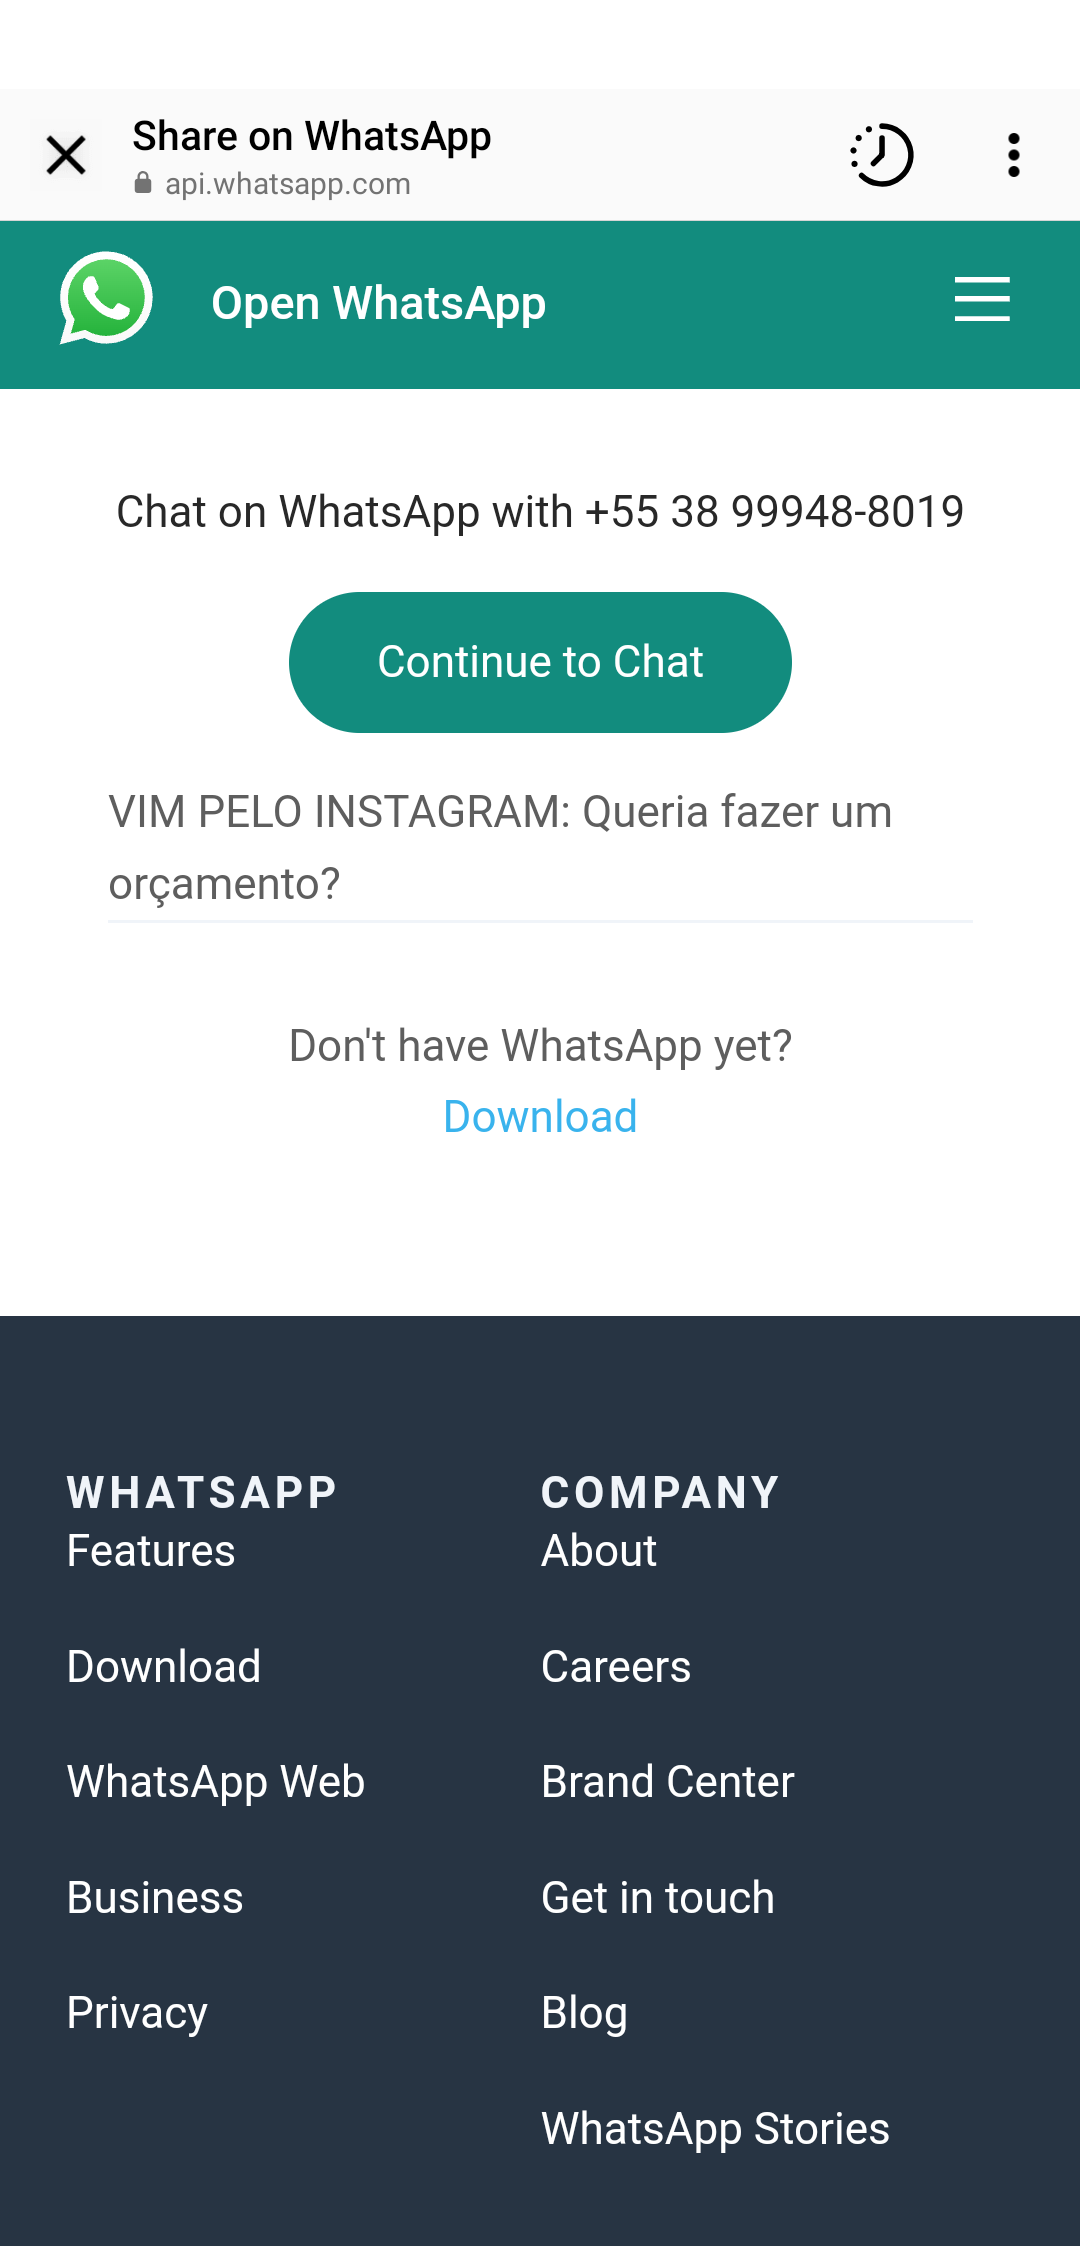 Share on WhatsApp
api.whatsapp.com
Open WhatsApp
Chat on WhatsApp with +55 38 99948-8019
Continue to Chat
VIM PELO INSTAGRAM: Queria fazer um
orçamento?
Don't have WhatsApp yet?
Download
WHATSAPP
Features
Download
WhatsApp Web
Business
Privacy
COMPANY
About
Careers
Brand Center
Get in touch
Blog
WhatsApp Stories